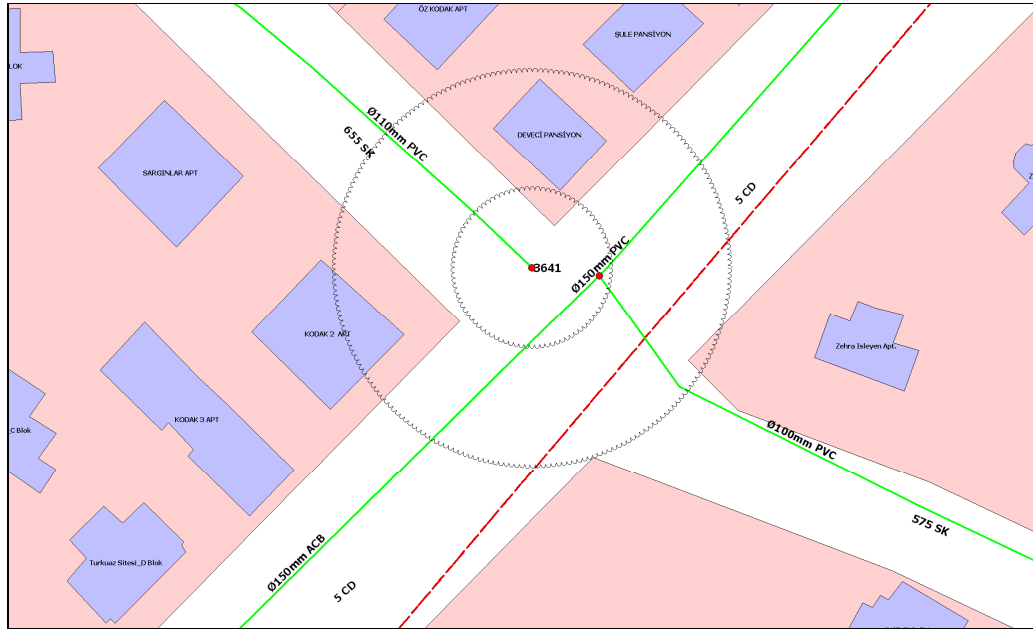 ÖZ KODAK APT
ŞULE PANSİYON
LOK
Ø110mm PVC
655 SK
DEVECİ PANSİYON
SARGINLAR APT
5 CD
Ø150mm PVC
3641
KODAK 2 APT
Zehra Isleyen Apt.
KODAK 3 APT
C Blok
Ø100mm PVC
575 SK
Ø150mm ACB
Turkuaz Sitesi_D Blok
5 CD